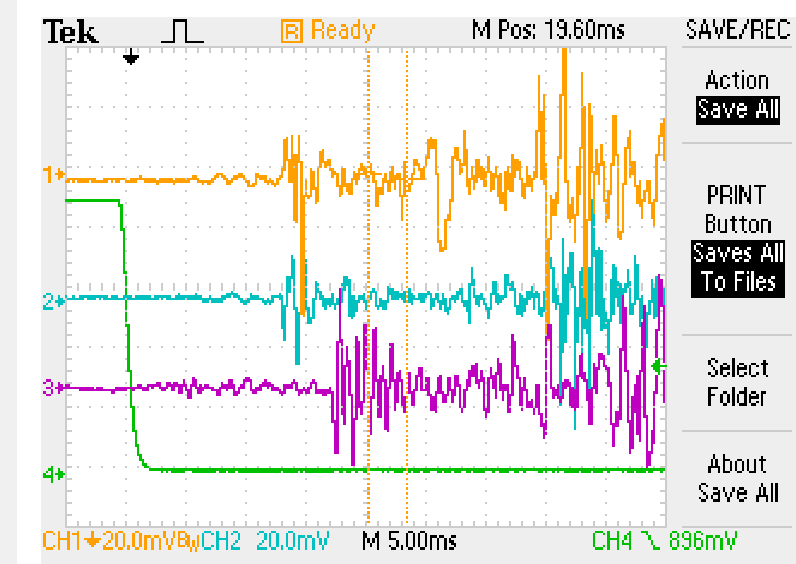 Tek R Ready M Pos: 19.60ms SAVE/REC
Action
Save All
1
PRINT
Button
Saves All
To Files
2
Select
Folder
3
About
Save All
4
CH1 20.0mVBW CH2 20.0mV M 5.00ms CH4 896mV